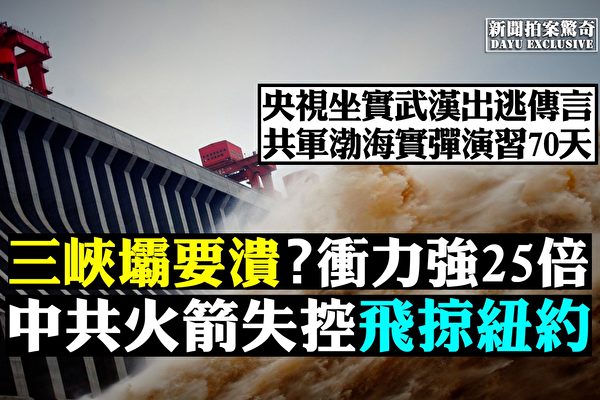 新聞拍案驚奇
DAYU EXCLUSIVE
央視坐實武漢出逃傳言
共軍渤海實彈演習70天
三峽壩要潰?衝力強25倍
中共火箭失控飛掠紐約